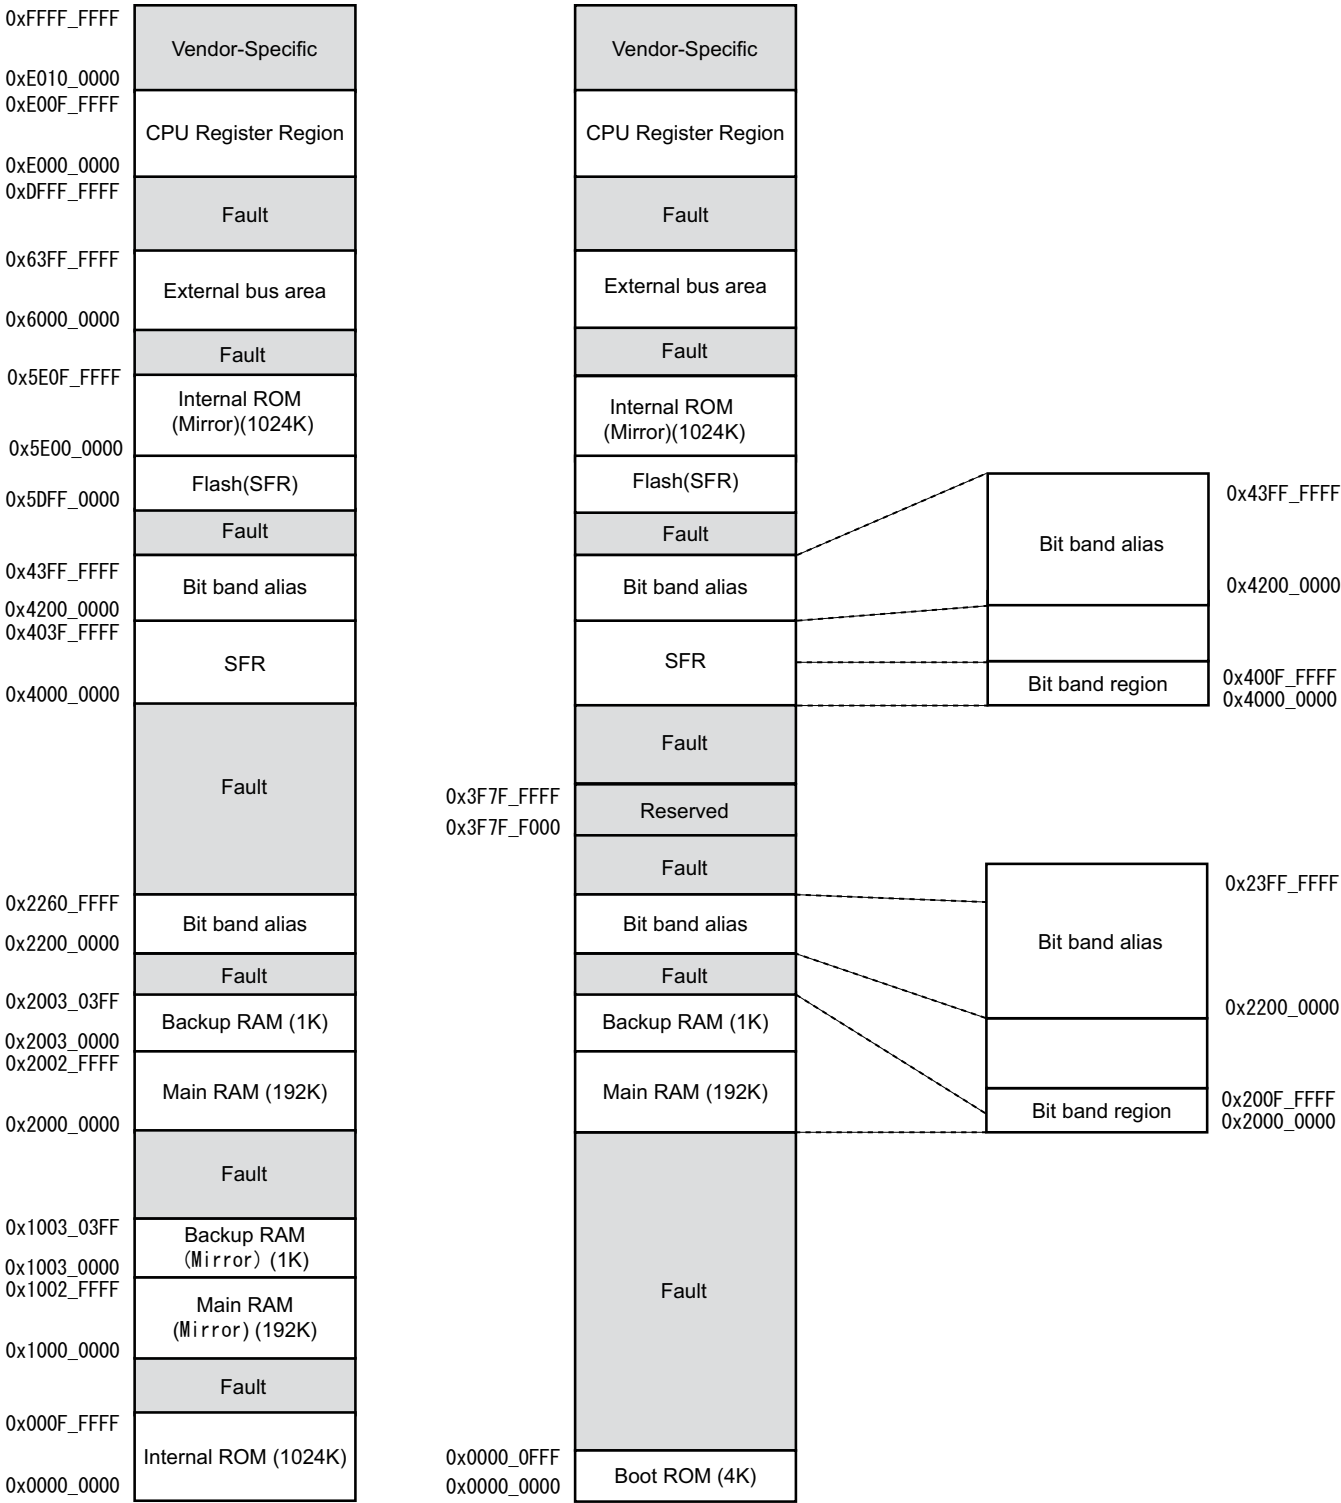 0xFFFF_FFFF
Vendor-Specific
0xE010_0000
0xE00F_FFFF
CPU Register Region
0xE000_0000
0xDFFF_FFFF
Fault
0x63FF_FFFF
External bus area
0x6000_0000
Fault
0x5E0F_FFFF
Internal ROM
(Mirror)(1024K)
0x5E00_0000
Flash(SFR)
0x5DFF_0000
Fault
0x43FF_FFFF
Bit band alias
0x4200_0000
0x403F_FFFF
SFR
0x4000_0000
Fault
0x2260_FFFF
Bit band alias
0x2200_0000
Fault
0x2003_03FF
Backup RAM (1K)
0x2003_0000
0x2002_FFFF
Main RAM (192K)
0x2000_0000
Fault
0x1003_03FF
Backup RAM
(Mirror) (1K)
0x1003_0000
0x1002_FFFF
Main RAM
(Mirror) (192K)
0x1000_0000
Fault
0x000F_FFFF
Internal ROM (1024K)
0x0000_0000
Vendor-Specific
CPU Register Region
Fault
External bus area
Fault
Internal ROM
(Mirror)(1024K)
Flash(SFR)
Fault
Bit band alias
SFR
Fault
0x3F7F_FFFF
Reserved
0x3F7F_F000
Fault
Bit band alias
Fault
Backup RAM (1K)
Main RAM (192K)
Fault
0x0000_0FFF
Boot ROM (4K)
0x0000_0000
0x43FF_FFFF
Bit band alias
0x4200_0000
Bit band region
0x400F_FFFF
0x4000_0000
0x23FF_FFFF
Bit band alias
0x2200_0000
0x200F_FFFF
Bit band region
0x2000_0000